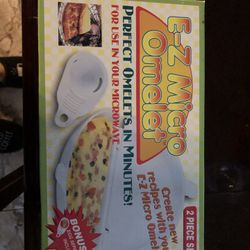 E-Z Micro
Omelet
PERFECT OMELETS IN MINUTES!
FOR USE IN YOUR MICROWAVE
Create new
recipes with your
E-Z Micro Omelet
2 PIECE SE
BONUS